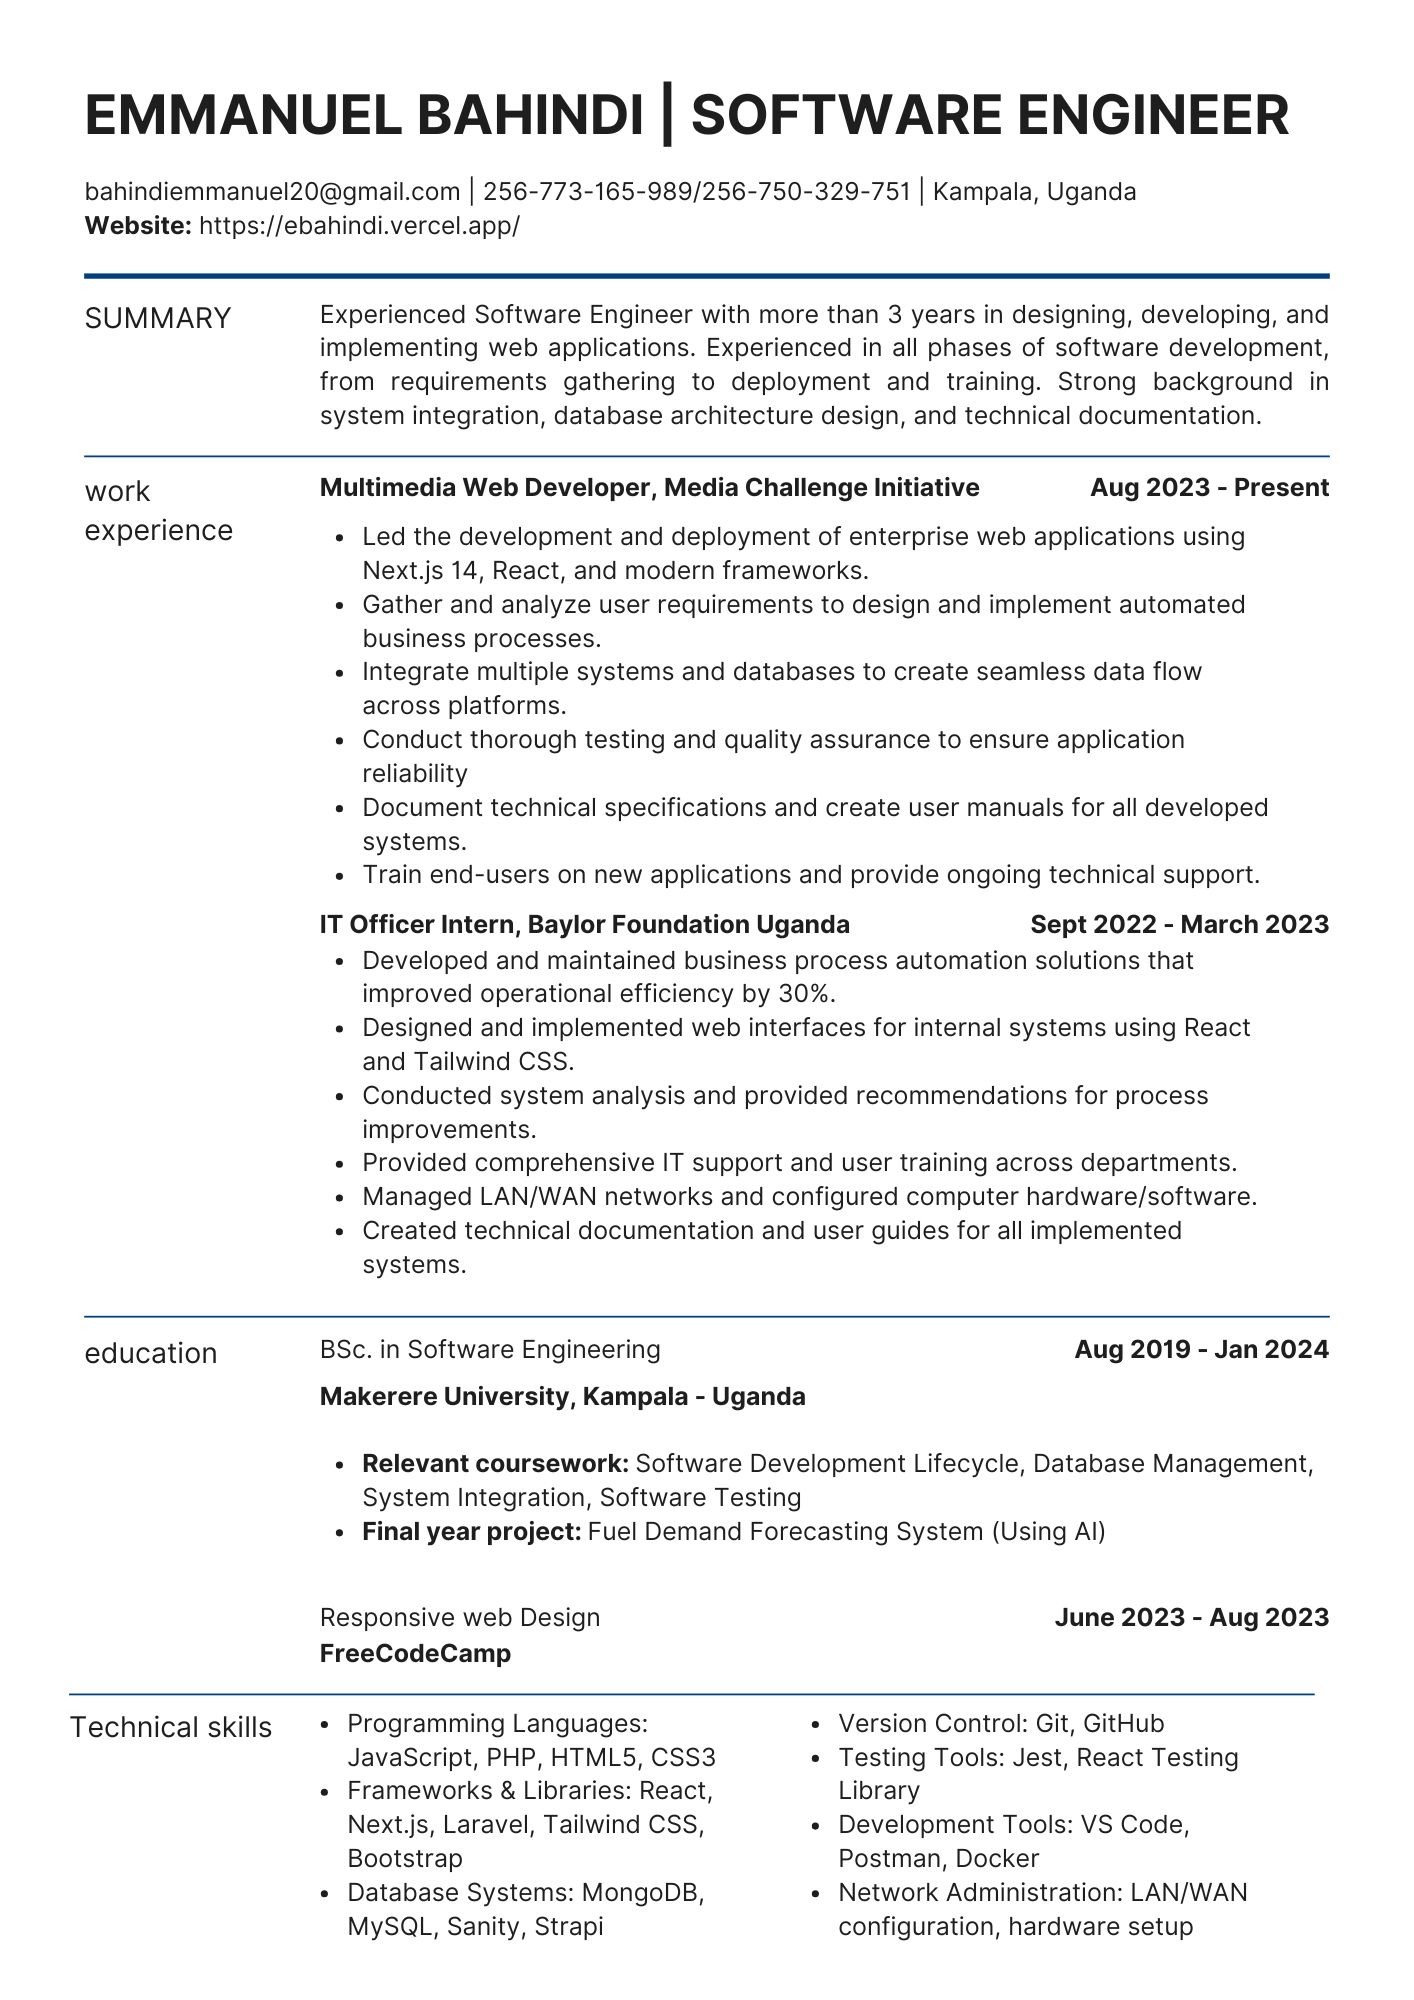 EMMANUEL BAHINDI | SOFTWARE ENGINEER
bahindiemmanuel20@gmail.com | 256-773-165-989/256-750-329-751 | Kampala, Uganda
Website: https://ebahindi.vercel.app/
SUMMARY
Experienced Software Engineer with more than 3 years in designing, developing, and
implementing web applications. Experienced in all phases of software development,
from requirements gathering to deployment and training. Strong background in
system integration, database architecture design, and technical documentation.
work
experience
Multimedia Web Developer, Media Challenge Initiative Aug 2023 - Present
• Led the development and deployment of enterprise web applications using
Next.js 14, React, and modern frameworks.
• Gather and analyze user requirements to design and implement automated
business processes.
• Integrate multiple systems and databases to create seamless data flow
across platforms.
• Conduct thorough testing and quality assurance to ensure application
reliability
• Document technical specifications and create user manuals for all developed
systems.
• Train end-users on new applications and provide ongoing technical support.
IT Officer Intern, Baylor Foundation Uganda Sept 2022 - March 2023
• Developed and maintained business process automation solutions that
improved operational efficiency by 30%.
• Designed and implemented web interfaces for internal systems using React
and Tailwind CSS.
• Conducted system analysis and provided recommendations for process
improvements.
• Provided comprehensive IT support and user training across departments.
• Managed LAN/WAN networks and configured computer hardware/software.
• Created technical documentation and user guides for all implemented
systems.
education
BSc. in Software Engineering Aug 2019 - Jan 2024
Makerere University, Kampala - Uganda
• Relevant coursework: Software Development Lifecycle, Database Management,
System Integration, Software Testing
• Final year project: Fuel Demand Forecasting System (Using AI)
Responsive web Design June 2023 - Aug 2023
FreeCodeCamp
Technical skills
• Programming Languages:
JavaScript, PHP, HTML5, CSS3
• Frameworks & Libraries: React,
Next.js, Laravel, Tailwind CSS,
Bootstrap
• Database Systems: MongoDB,
MySQL, Sanity, Strapi
• Version Control: Git, GitHub
• Testing Tools: Jest, React Testing
Library
• Development Tools: VS Code,
Postman, Docker
• Network Administration: LAN/WAN
configuration, hardware setup